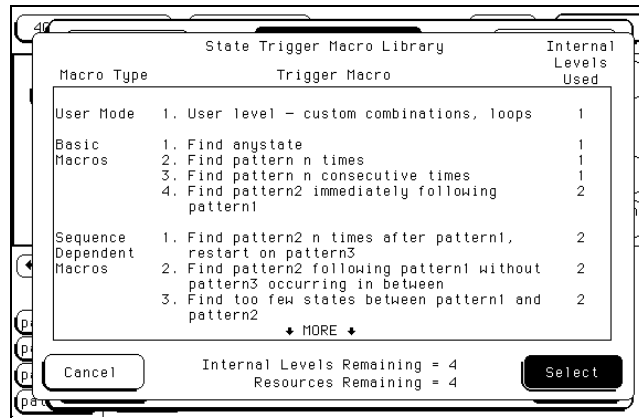 40
State Trigger Macro Library
Internal
Levels
Used
Macro Type Trigger Macro
User Mode 1. User level – custom combinations, loops 1
Basic 1. Find anystate 1
Macros 2. Find pattern n times 1
3. Find pattern n consecutive times 1
4. Find pattern2 immediately following 2
pattern1
Sequence 1. Find pattern2 n times after pattern1, 2
Dependent restart on pattern3
Macros 2. Find pattern2 following pattern1 without 2
pattern3 occurring in between
3. Find too few states between pattern1 and 2
pattern2
↓ MORE ↓
Cancel
Internal Levels Remaining = 4
Resources Remaining = 4
Select